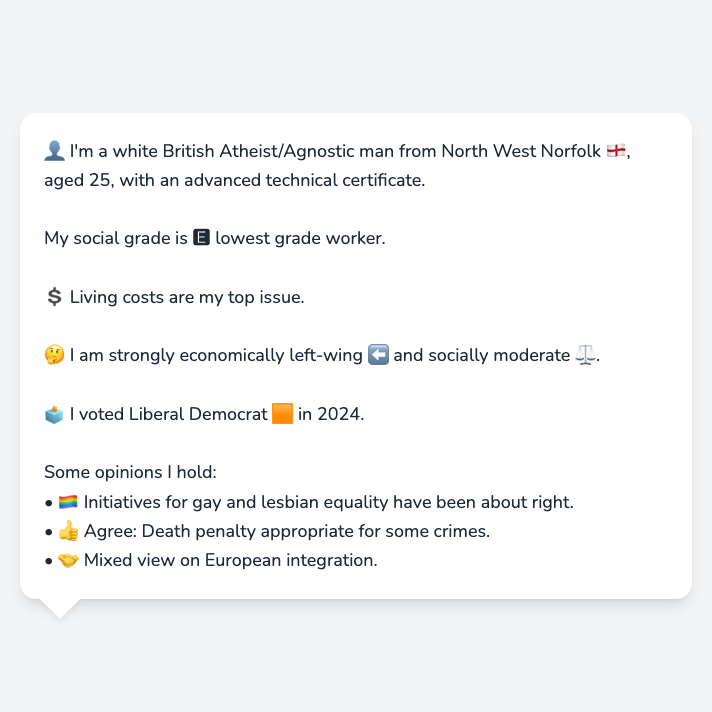 👤 I'm a white British Atheist/Agnostic man from North West Norfolk 🏴󠁧󠁢󠁥󠁮󠁧󠁿,
aged 25, with an advanced technical certificate.
My social grade is 🅴 lowest grade worker.
💲 Living costs are my top issue.
🤔 I am strongly economically left-wing ⬅️ and socially moderate ⚖️.
🗳️ I voted Liberal Democrat 🟧 in 2024.
Some opinions I hold:
• 🏳️‍🌈 Initiatives for gay and lesbian equality have been about right.
• 👍 Agree: Death penalty appropriate for some crimes.
• 🤝 Mixed view on European integration.